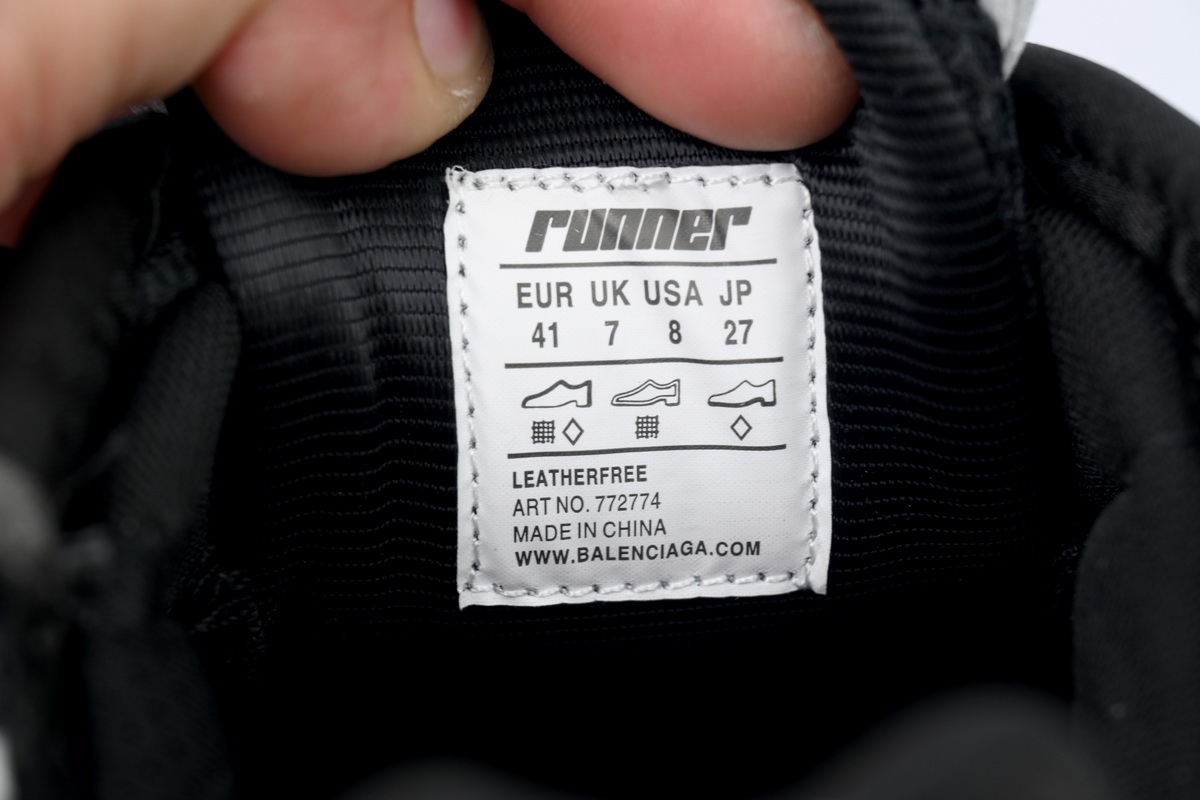 runner
EUR UK USA JP
41 7 8 27
LEATHERFREE
ART NO. 772774
MADE IN CHINA
WWW.BALENCIAGA.COM